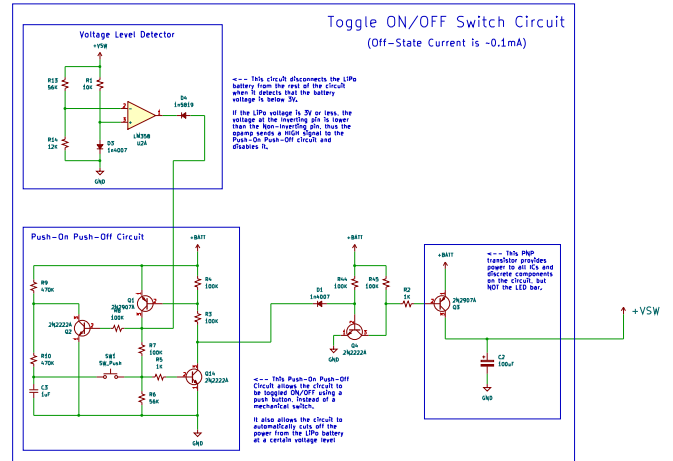 Toggle ON/OFF Switch Circuit
(Off-State Current is ~0.1mA)
Voltage Level Detector
+VSW
R13
56K
R1
10K
D4
1n5819
2
3
1
LM358
U2A
R14
12K
D3
1n4007
GND
<-- This circuit disconnects the LiPo
battery from the rest of the circuit
when it detects that the battery
voltage is below 3V.
If the LiPo voltage is 3V or less, the
voltage at the Inverting pin is lower
than the Non-Inverting pin, thus the
opamp sends a HIGH signal to the
Push-On Push-Off circuit and
disables it.
Push-On Push-Off Circuit
+BATT
R9
470K
R4
100K
Q1
2N2907A
R8
100K
2N2222A
Q2
R3
100K
R10
470K
SW1
SW_Push
R7
100K
R5
1K
Q14
2N2222A
C3
1uF
R6
56K
GND
+BATT
R44
100K
R45
100K
D1
1n4007
R2
1K
GND
Q4
2N2222A
+BATT
<-- This PNP
transistor provides
power to all ICs and
discrete components
on the circuit, but
NOT the LED bar,
2N2907A
Q3
C2
100uF
GND
+VSW
<-- This Push-On Push-Off
Circuit allows the circuit to
be toggled ON/OFF using a
push button, instead of a
mechanical switch.
It also allows the circuit to
automatically cuts off the
power from the LiPo battery
at a certain voltage level